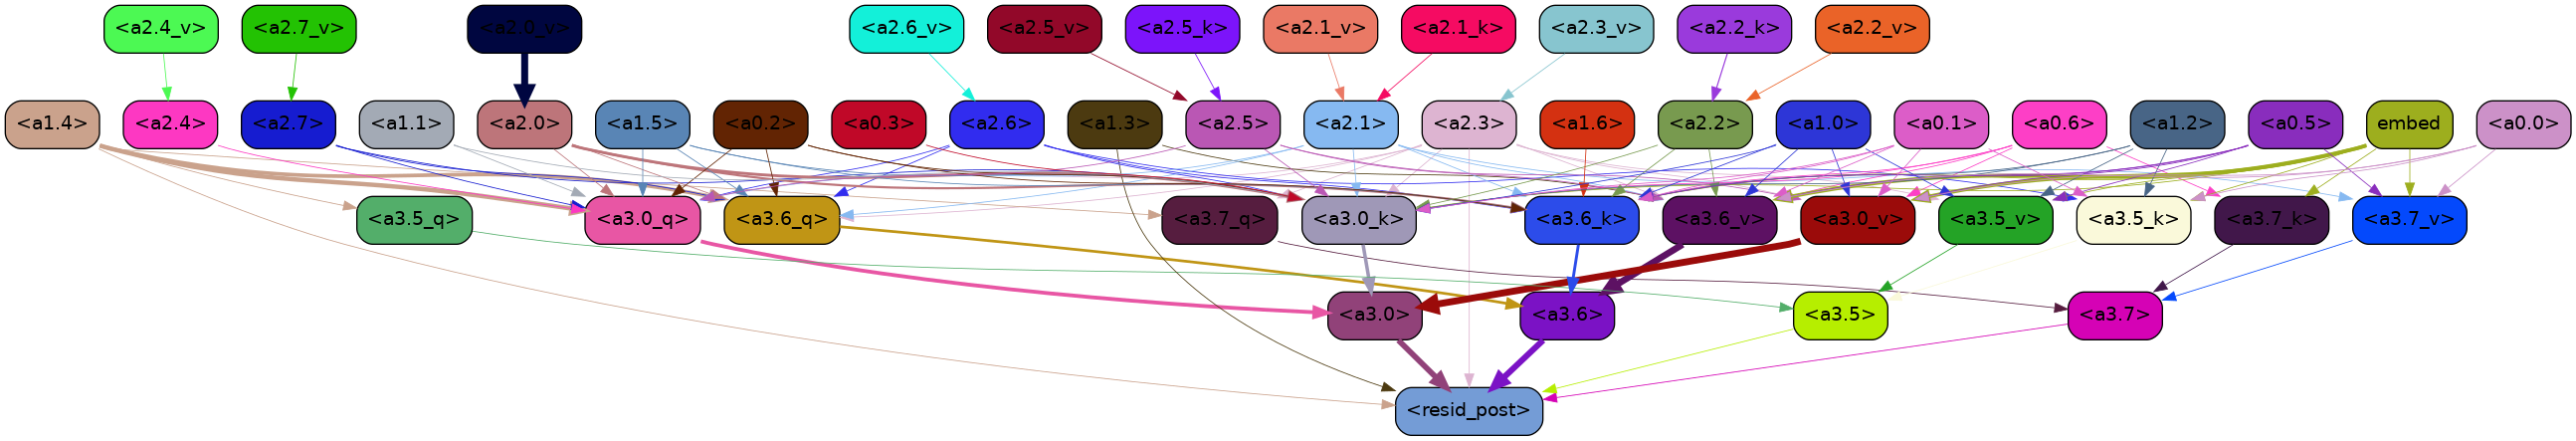 <a2.4_v> <a2.7_v> <a2.0_v> <a2.6_v> <a2.5_v> <a2.5_k> <a2.1_v> <a2.1_k> <a2.3_v> <a2.2_k> <a2.2_v>
<a1.4> <a2.4> <a2.7> <a1.1> <a2.0> <a1.5> <a0.2> <a0.3> <a2.6> <a1.3> <a2.5> <a2.1> <a2.3> <a1.6> <a2.2> <a1.0> <a0.1> <a0.6> <a1.2> <a0.5> embed <a0.0>
<a3.5_q> <a3.0_q> <a3.6_q> <a3.7_q> <a3.0_k> <a3.6_k> <a3.6_v> <a3.0_v> <a3.5_v> <a3.5_k> <a3.7_k> <a3.7_v>
<a3.0> <a3.6> <a3.5> <a3.7>
<resid_post>